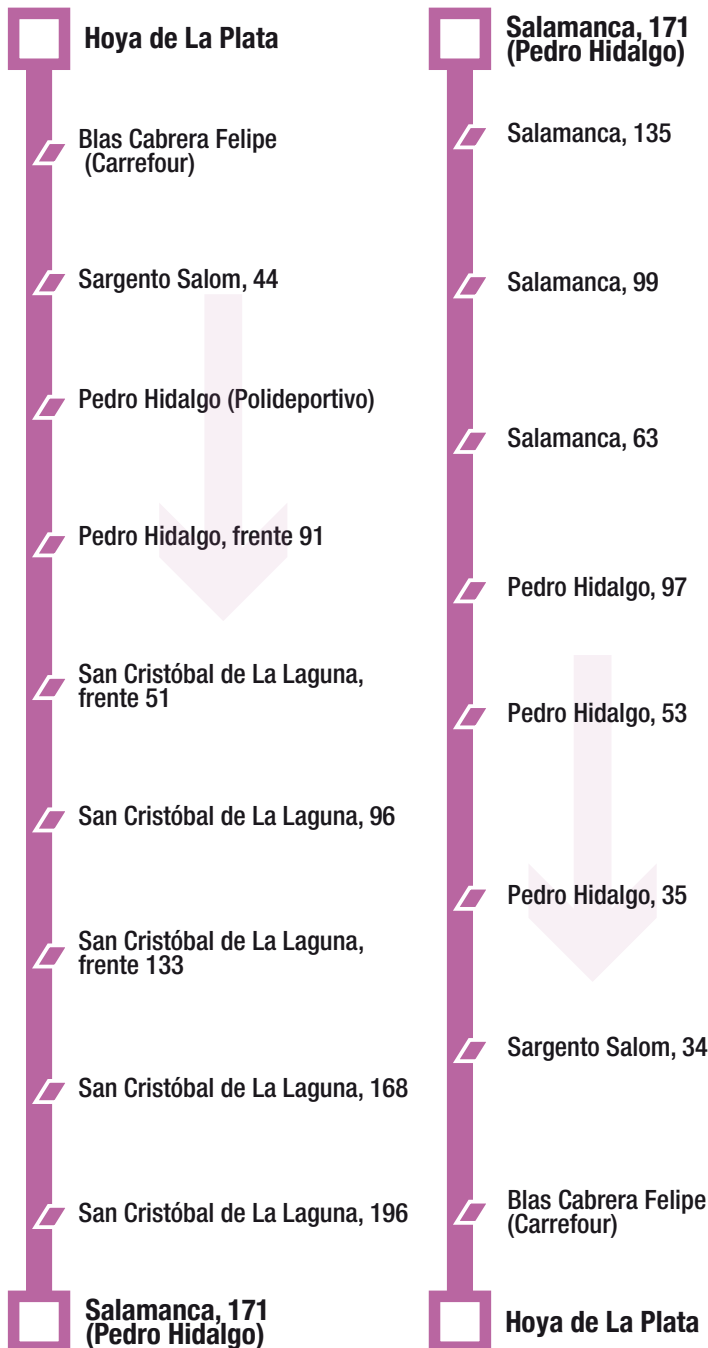 Hoya de La Plata
Blas Cabrera Felipe
(Carrefour)
Sargento Salom, 44
Pedro Hidalgo (Polideportivo)
Pedro Hidalgo, frente 91
San Cristóbal de La Laguna,
frente 51
San Cristóbal de La Laguna, 96
San Cristóbal de La Laguna,
frente 133
San Cristóbal de La Laguna, 168
San Cristóbal de La Laguna, 196
Salamanca, 171
(Pedro Hidalgo)
Salamanca, 171
(Pedro Hidalgo)
Salamanca, 135
Salamanca, 99
Salamanca, 63
Pedro Hidalgo, 97
Pedro Hidalgo, 53
Pedro Hidalgo, 35
Sargento Salom, 34
Blas Cabrera Felipe
(Carrefour)
Hoya de La Plata